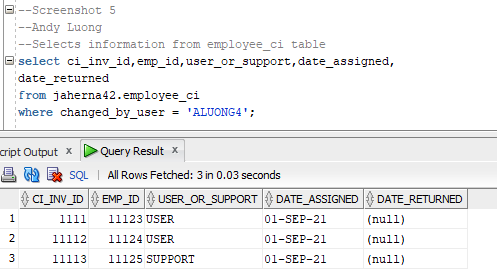 --Screenshot 5
--Andy Luong
--Selects information from employee_ci table
select ci_inv_id,emp_id,user_or_support,date_assigned,
date_returned
from jaherna42.employee_ci
where changed_by_user = 'ALUONG4';
cript Output x Query Result x
SQL | All Rows Fetched: 3 in 0.03 seconds
CI_INV_ID EMP_ID USER_OR_SUPPORT DATE_ASSIGNED DATE_RETURNED
1 1111 11123 USER 01-SEP-21 (null)
2 11112 11124 USER 01-SEP-21 (null)
3 11113 11125 SUPPORT 01-SEP-21 (null)